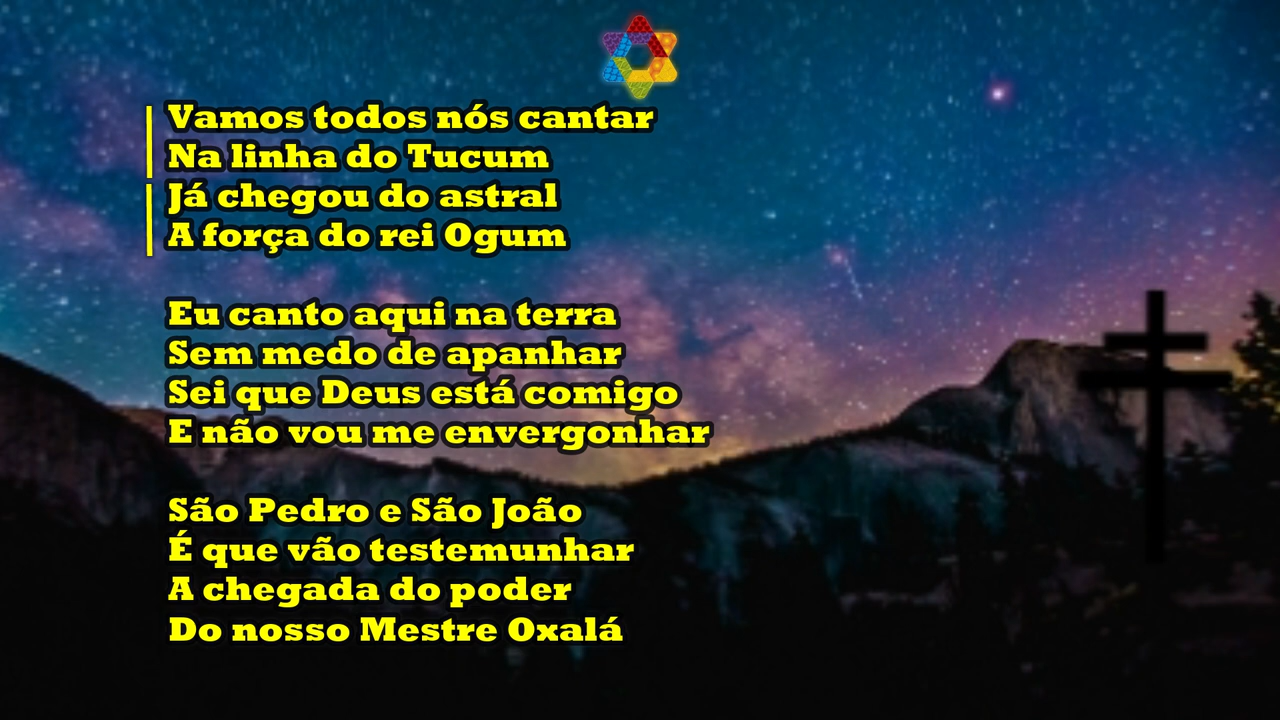 Vamos todos nós cantar
Na linha do Tucum
Já chegou do astral
A força do rei Ogum
Eu canto aqui na terra
Sem medo de apanhar
Sei que Deus está comigo
E não vou me envergonhar
São Pedro e São João
É que vão testemunhar
A chegada do poder
Do nosso Mestre Oxalá